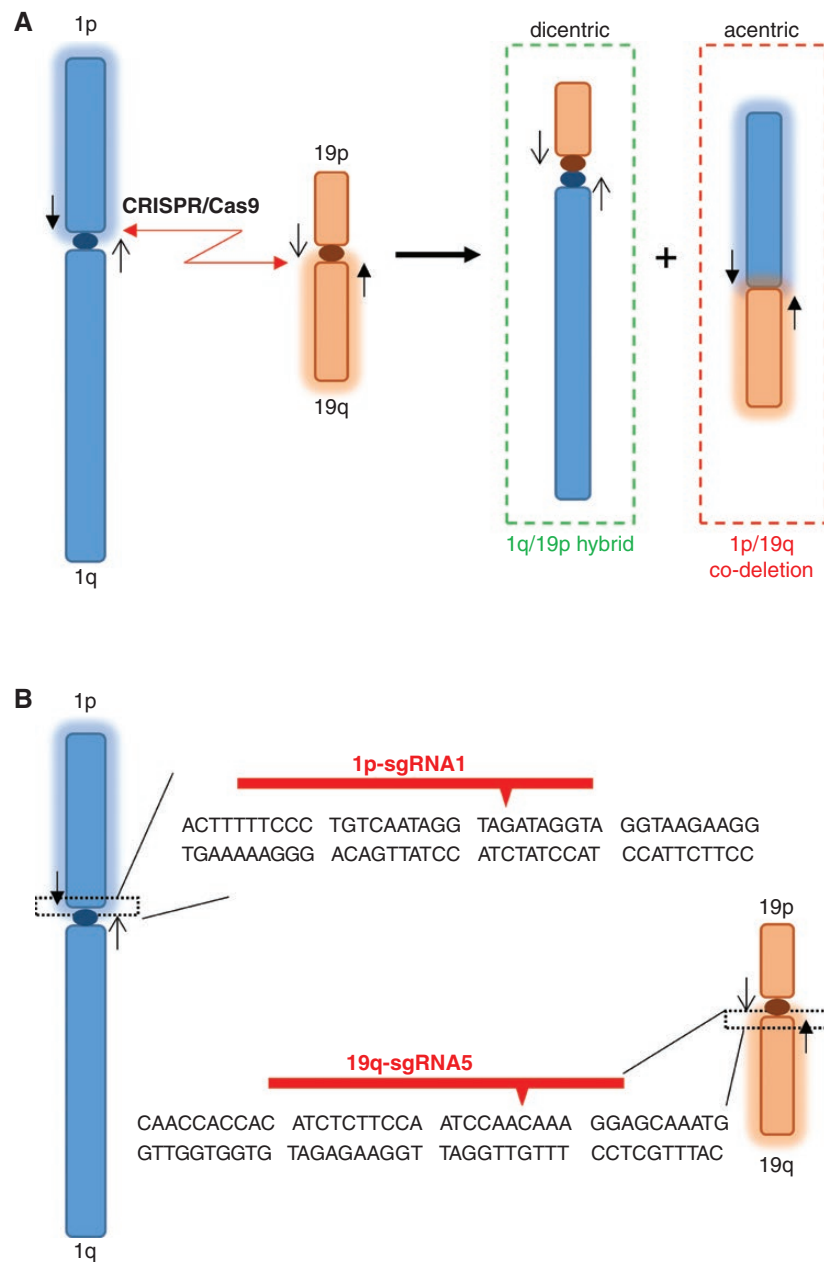 A
1p
dicentric
acentric
19p
CRISPR/Cas9
+
19q
1q/19p hybrid
1p/19q
co-deletion
1q
B
1p
1p-sgRNA1
ACTTTTTCCC TGTCAATAGG TAGATAGGTA GGTAAGAAGG
TGAAAAAGGG ACAGTTATCC ATCTATCCAT CCATTCTTCC
19p
19q-sgRNA5
CAACCACCAC ATCTCTTCCA ATCCAACAAA GGAGCAAATG
GTTGGTGGTG TAGAGAAGGT TAGGTTGTTT CCTCGTTTAC
19q
1q